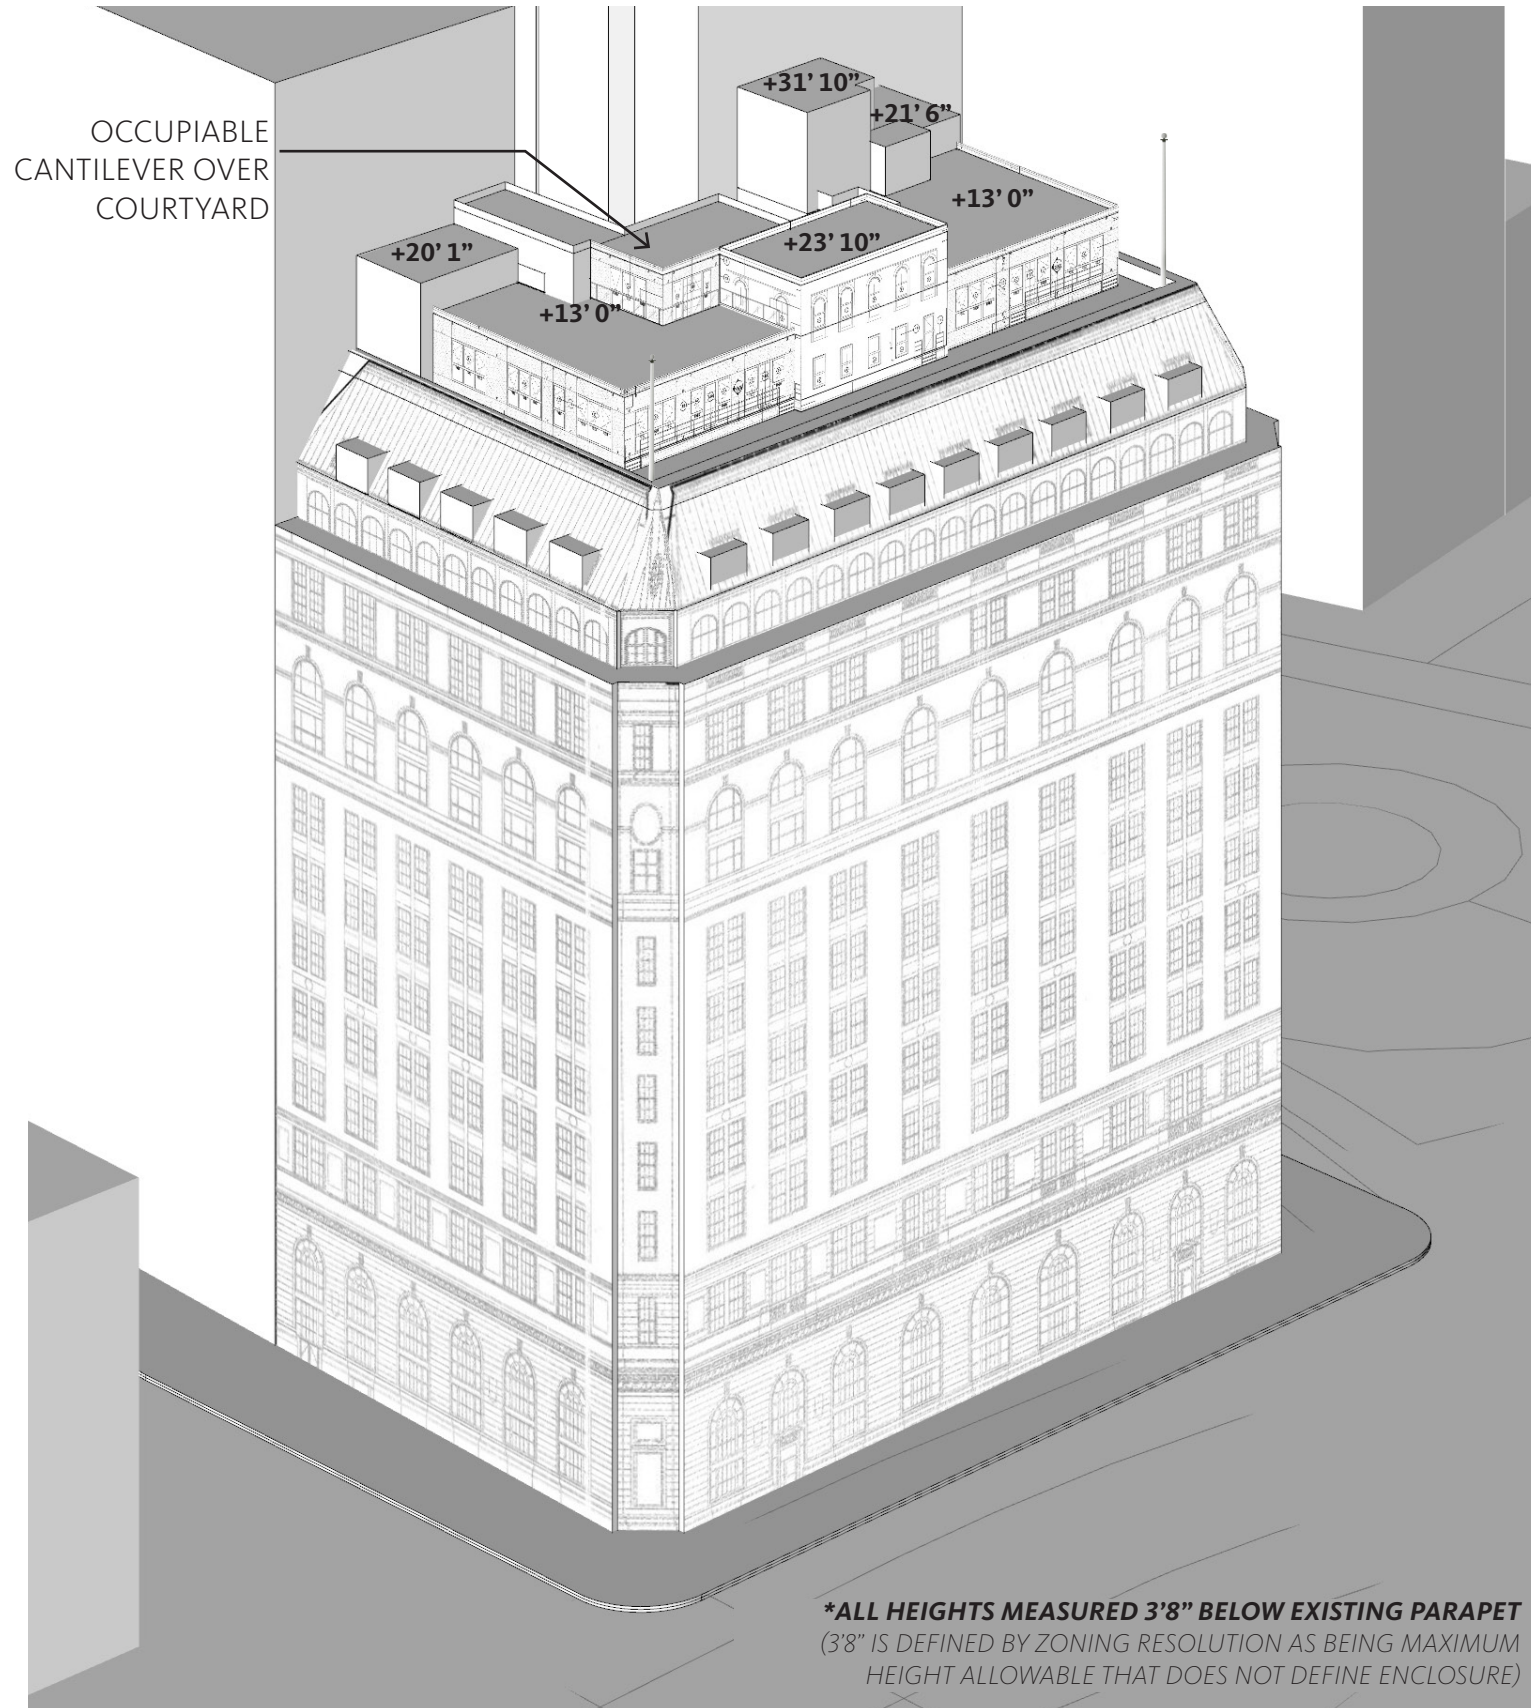 +31’ 10”
+21’ 6”
OCCUPIABLE
CANTILEVER OVER
COURTYARD
+13’ 0”
+23’ 10”
+20’ 1”
+13’ 0”
*ALL HEIGHTS MEASURED 3’8” BELOW EXISTING PARAPET
(3’8” IS DEFINED BY ZONING RESOLUTION AS BEING MAXIMUM
HEIGHT ALLOWABLE THAT DOES NOT DEFINE ENCLOSURE)